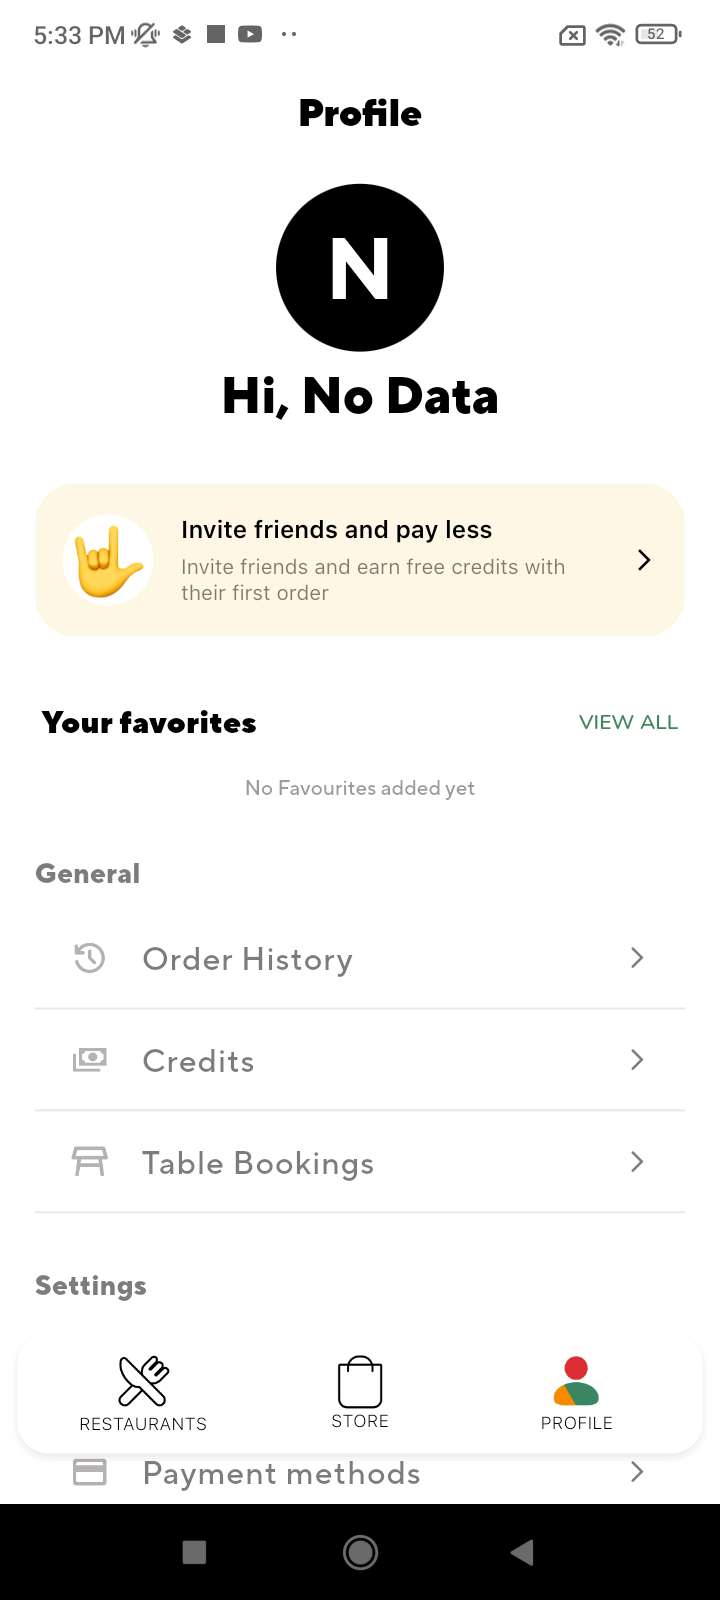 5:33 PM
52
Profile
N
Hi, No Data
Invite friends and pay less
Invite friends and earn free credits with
their first order
Your favorites
VIEW ALL
No Favourites added yet
General
Order History
Credits
Table Bookings
Settings
RESTAURANTS
STORE
PROFILE
Payment methods